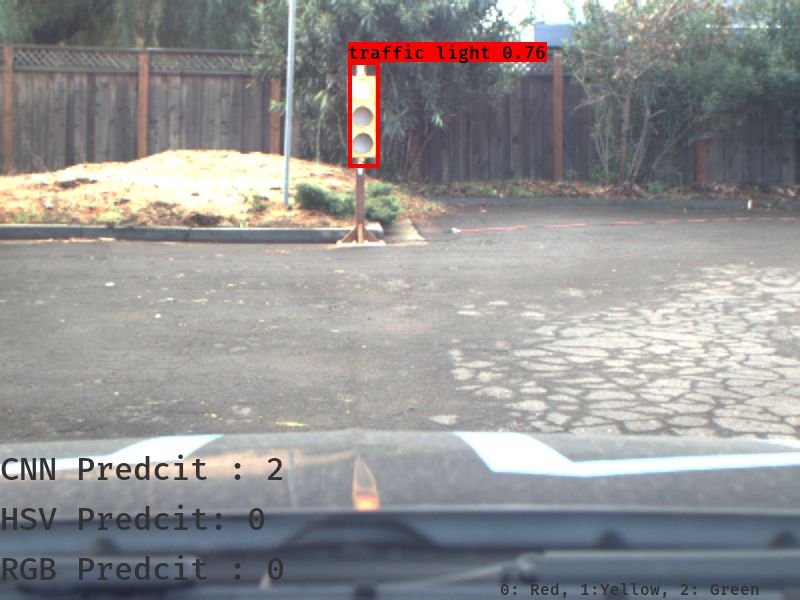 traffic light 0.76
CNN Predcit : 2
HSV Predcit: 0
RGB Predcit : 0
0: Red, 1:Yellow, 2: Green